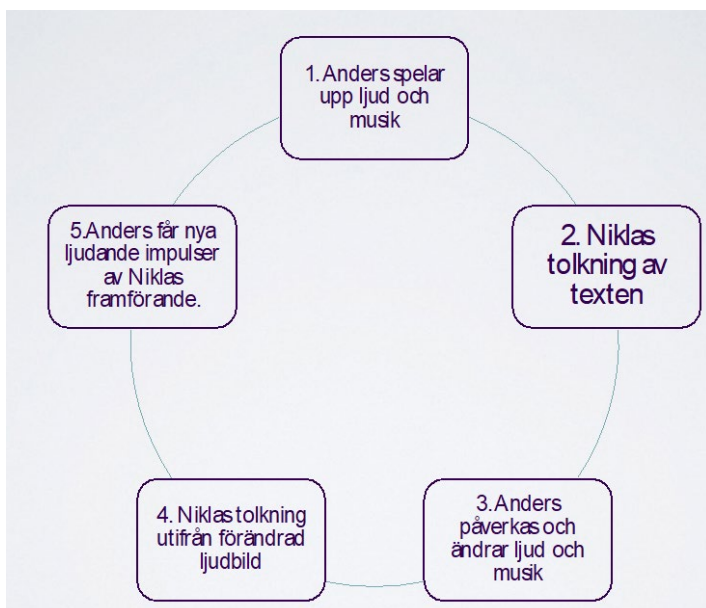 1. Anders spelar
upp ljud och
musik
2. Niklas
tolkning av
texten
3. Anders
påverkas och
ändrar ljud och
musik
4. Niklas tolkning
utifrån förändrad
ljudbild
5.Anders får nya
ljudande impulser
av Niklas
framförande.